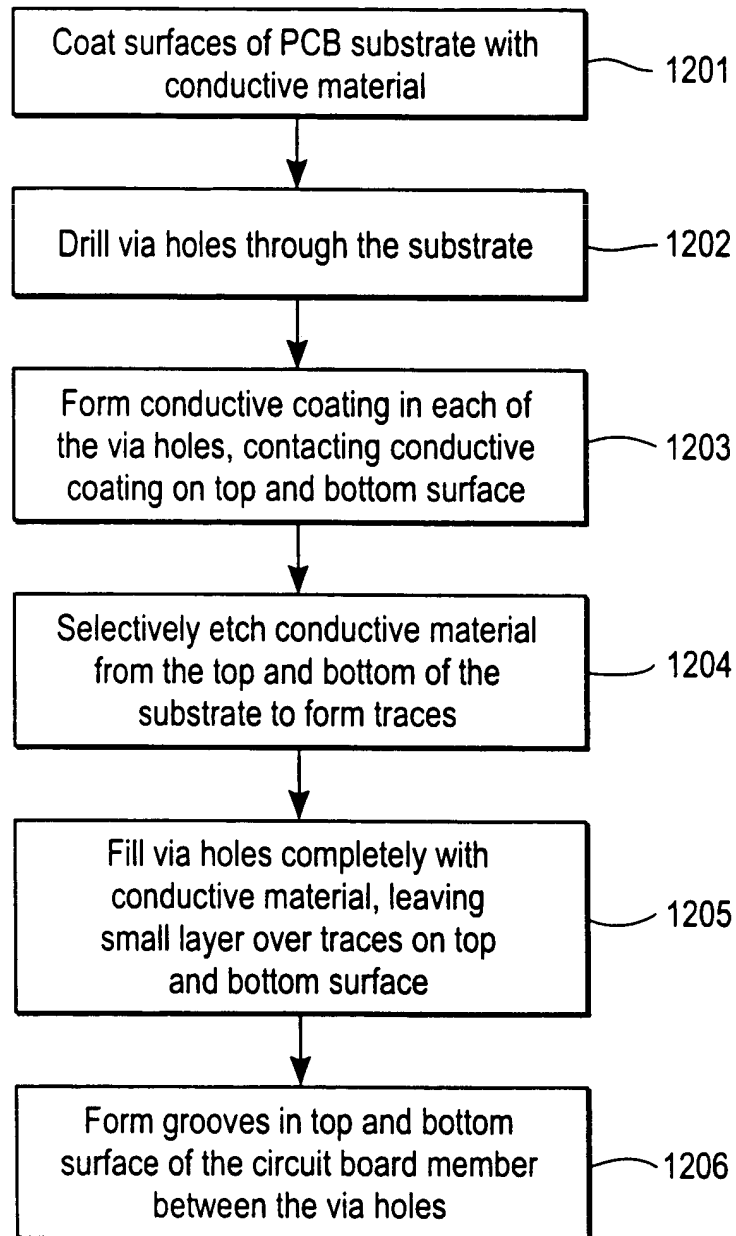 Coat surfaces of PCB substrate with
conductive material
1201
Drill via holes through the substrate
1202
Form conductive coating in each of
the via holes, contacting conductive
coating on top and bottom surface
1203
Selectively etch conductive material
from the top and bottom of the
substrate to form traces
1204
Fill via holes completely with
conductive material, leaving
small layer over traces on top
and bottom surface
1205
Form grooves in top and bottom
surface of the circuit board member
between the via holes
1206